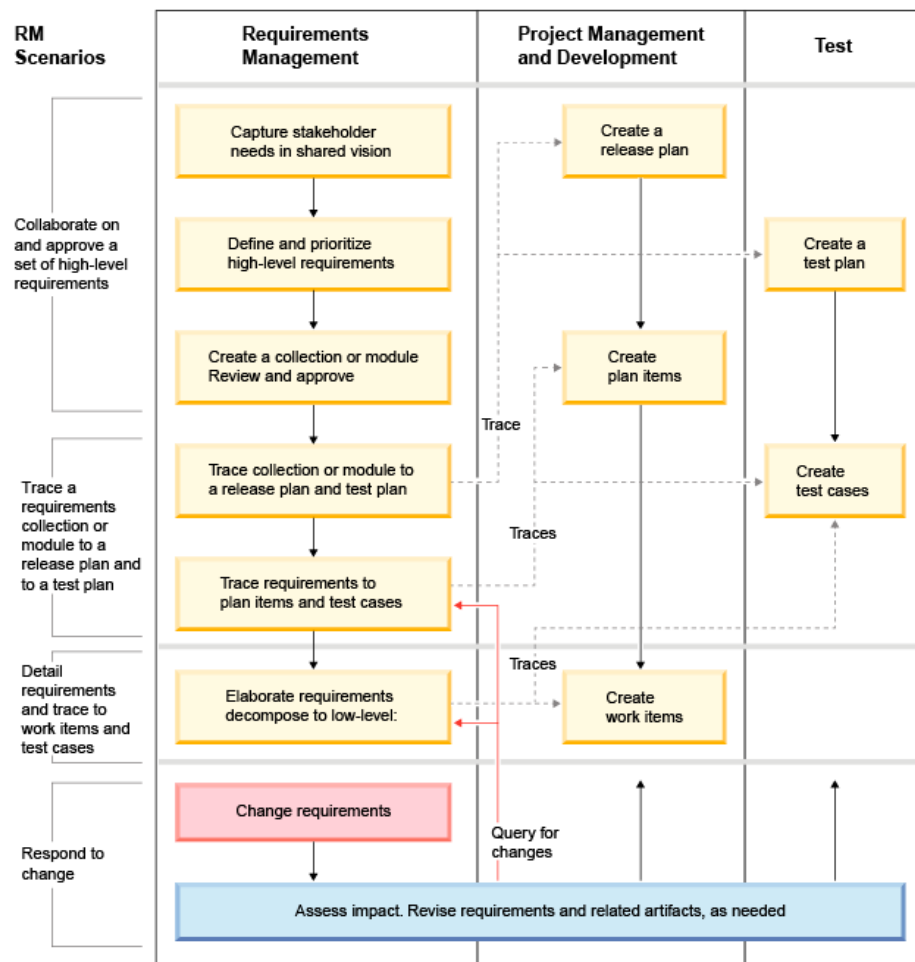 RM
Scenarios
Requirements
Management
Project Management
and Development
Test
Capture stakeholder
needs in shared vision
Create a
release plan
Collaborate on
and approve a
set of high-level
requirements
Define and prioritize
high-level requirements
Create a
test plan
Create a collection or module
Review and approve
Create
plan items
Trace
Trace a
requirements
collection or
module to a
release plan and
to a test plan
Trace collection or module to
a release plan and test plan
Create
test cases
Traces
Trace requirements to
plan items and test cases
Detail
requirements
and trace to
work items and
test cases
Traces
Elaborate requirements
decompose to low-level:
Create
work items
Respond to
change
Change requirements
Query for
changes
Assess impact. Revise requirements and related artifacts, as needed